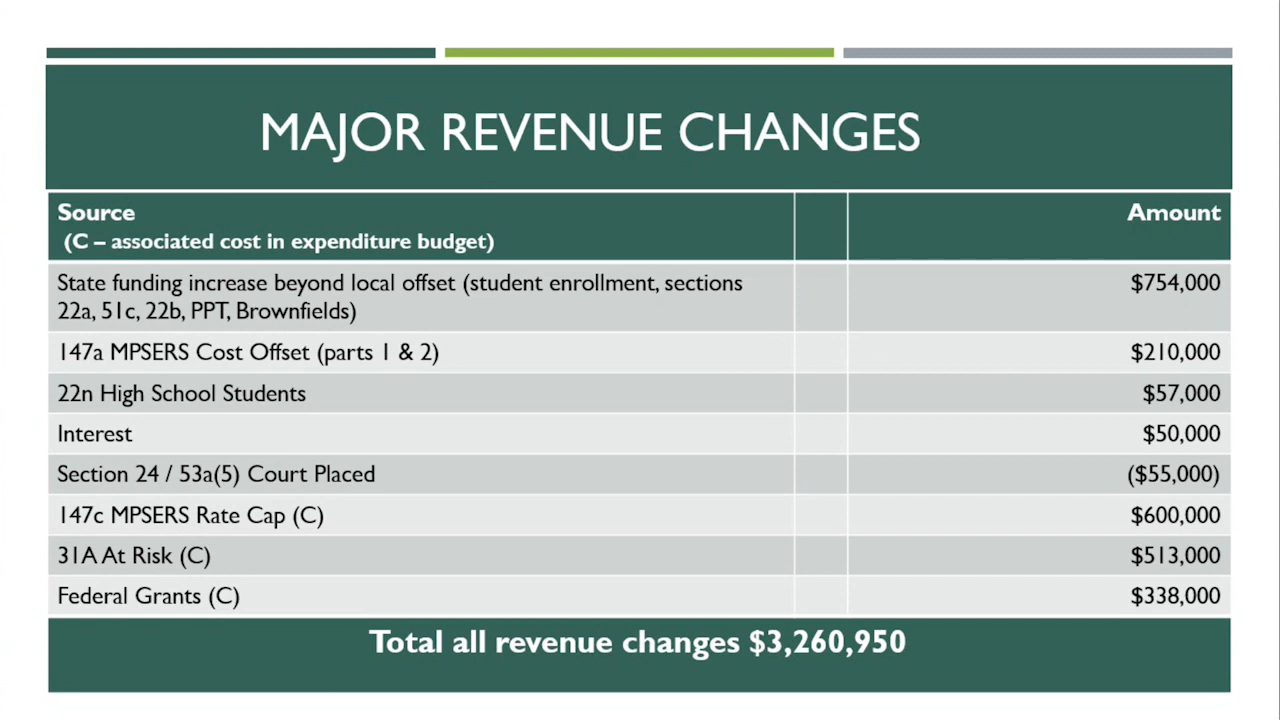 MAJOR REVENUE CHANGES
Source Amount
(C – associated cost in expenditure budget)
State funding increase beyond local offset (student enrollment, sections $754,000
22a, 51c, 22b, PPT, Brownfields)
147a MPSERS Cost Offset (parts 1 & 2) $210,000
22n High School Students $57,000
Interest $50,000
Section 24 / 53a(5) Court Placed ($55,000)
147c MPSERS Rate Cap (C) $600,000
31A At Risk (C) $513,000
Federal Grants (C) $338,000
Total all revenue changes $3,260,950